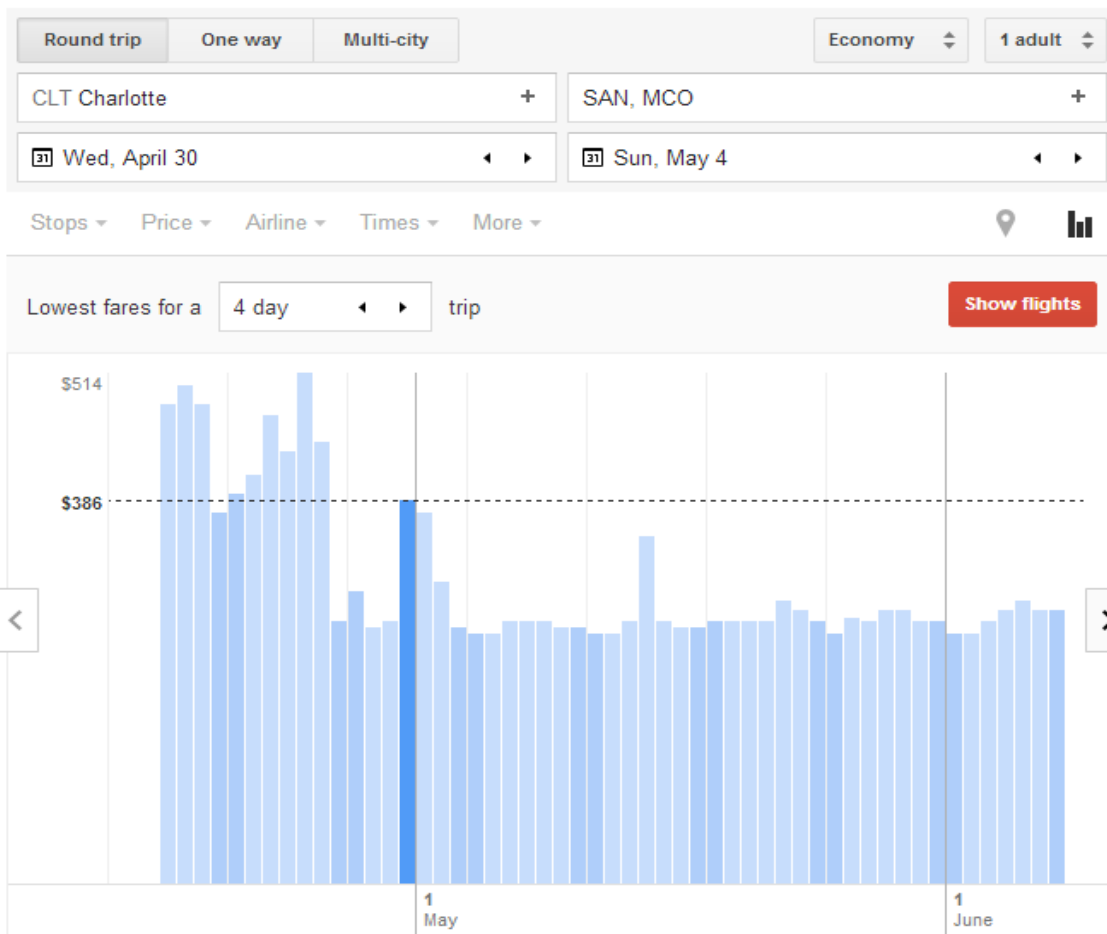 Round trip One way Multi-city Economy 1 adult
CLT Charlotte + SAN, MCO +
31 Wed, April 30 31 Sun, May 4
Stops Price Airline Times More
Lowest fares for a 4 day trip Show flights
$514
$386
1 1
May June